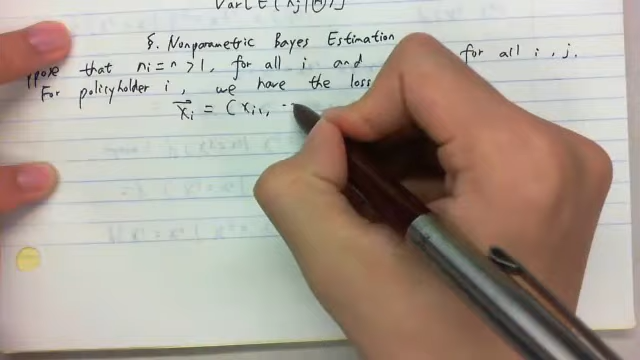 Var[E(Xj|Θ)]
§. Nonparametric Bayes Estimation
ppose that ni = n > 1, for all i and for all i, j.
For policyholder i, we have the loss
x⃗i = (xi1,